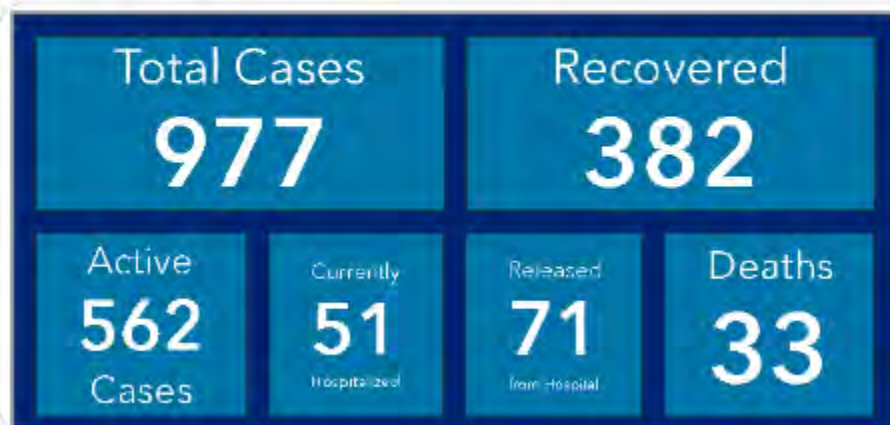 Total Cases
977
Recovered
382
Active
562
Cases
Currently
51
Hospitalized
Released
71
from Hospital
Deaths
33